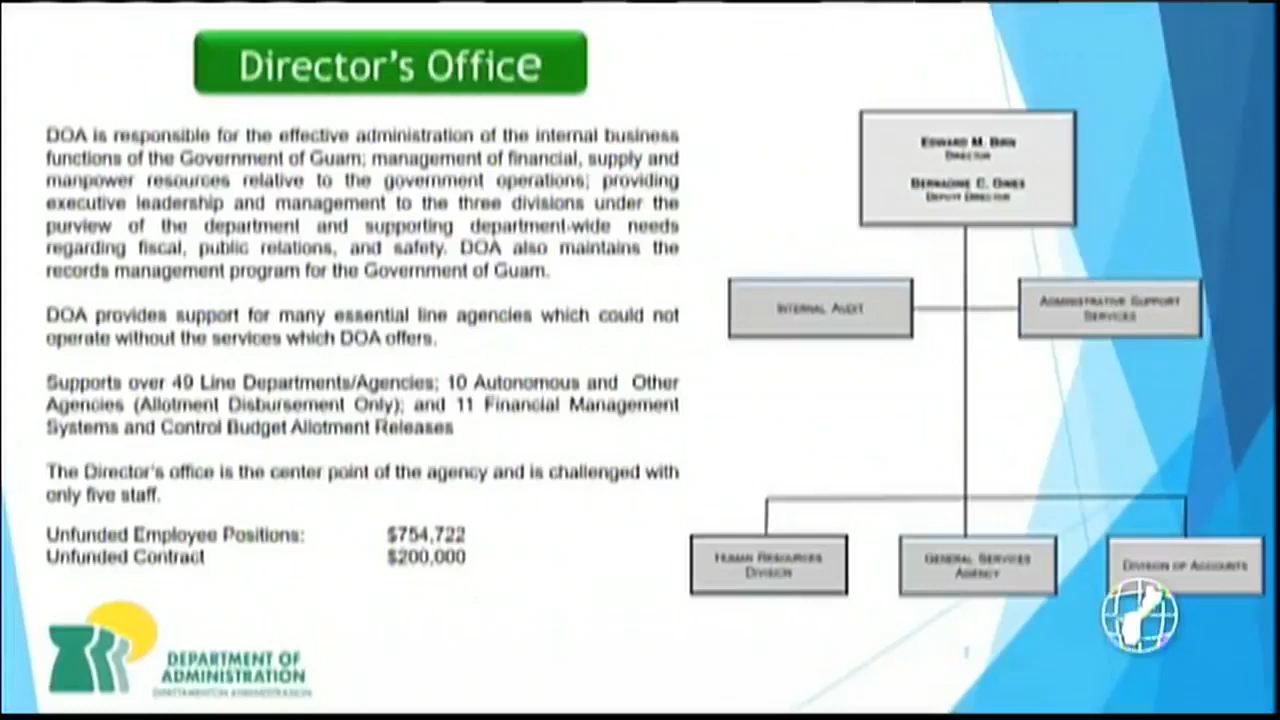 Director's Office
DOA is responsible for the effective administration of the internal business
functions of the Government of Guam; management of financial, supply and
manpower resources relative to the government operations; providing
executive leadership and management to the three divisions under the
purview of the department and supporting department-wide needs
regarding fiscal, public relations, and safety. DOA also maintains the
records management program for the Government of Guam.
DOA provides support for many essential line agencies which could not
operate without the services which DOA offers.
Supports over 49 Line Departments/Agencies; 10 Autonomous and Other
Agencies (Allotment Disbursement Only); and 11 Financial Management
Systems and Control Budget Allotment Releases
The Director's office is the center point of the agency and is challenged with
only five staff.
Unfunded Employee Positions: $754,722
Unfunded Contract $200,000
EDWARD M. BIRN
DIRECTOR
BERNADINE C. GINES
DEPUTY DIRECTOR
INTERNAL AUDIT
ADMINISTRATIVE SUPPORT
SERVICES
HUMAN RESOURCES
DIVISION
GENERAL SERVICES
AGENCY
DIVISION OF ACCOUNTS
DEPARTMENT OF
ADMINISTRATION